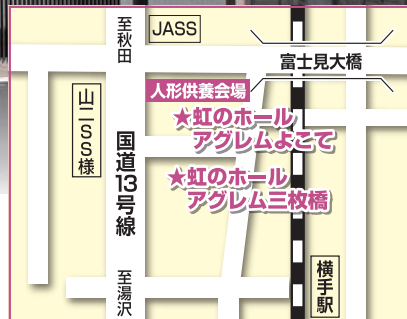 至秋田
JASS
富士見大橋
人形供養会場
山二SS様
★虹のホール
アグレムよこて
国道13号線
★虹のホール
アグレム三枚橋
横手駅
至湯沢